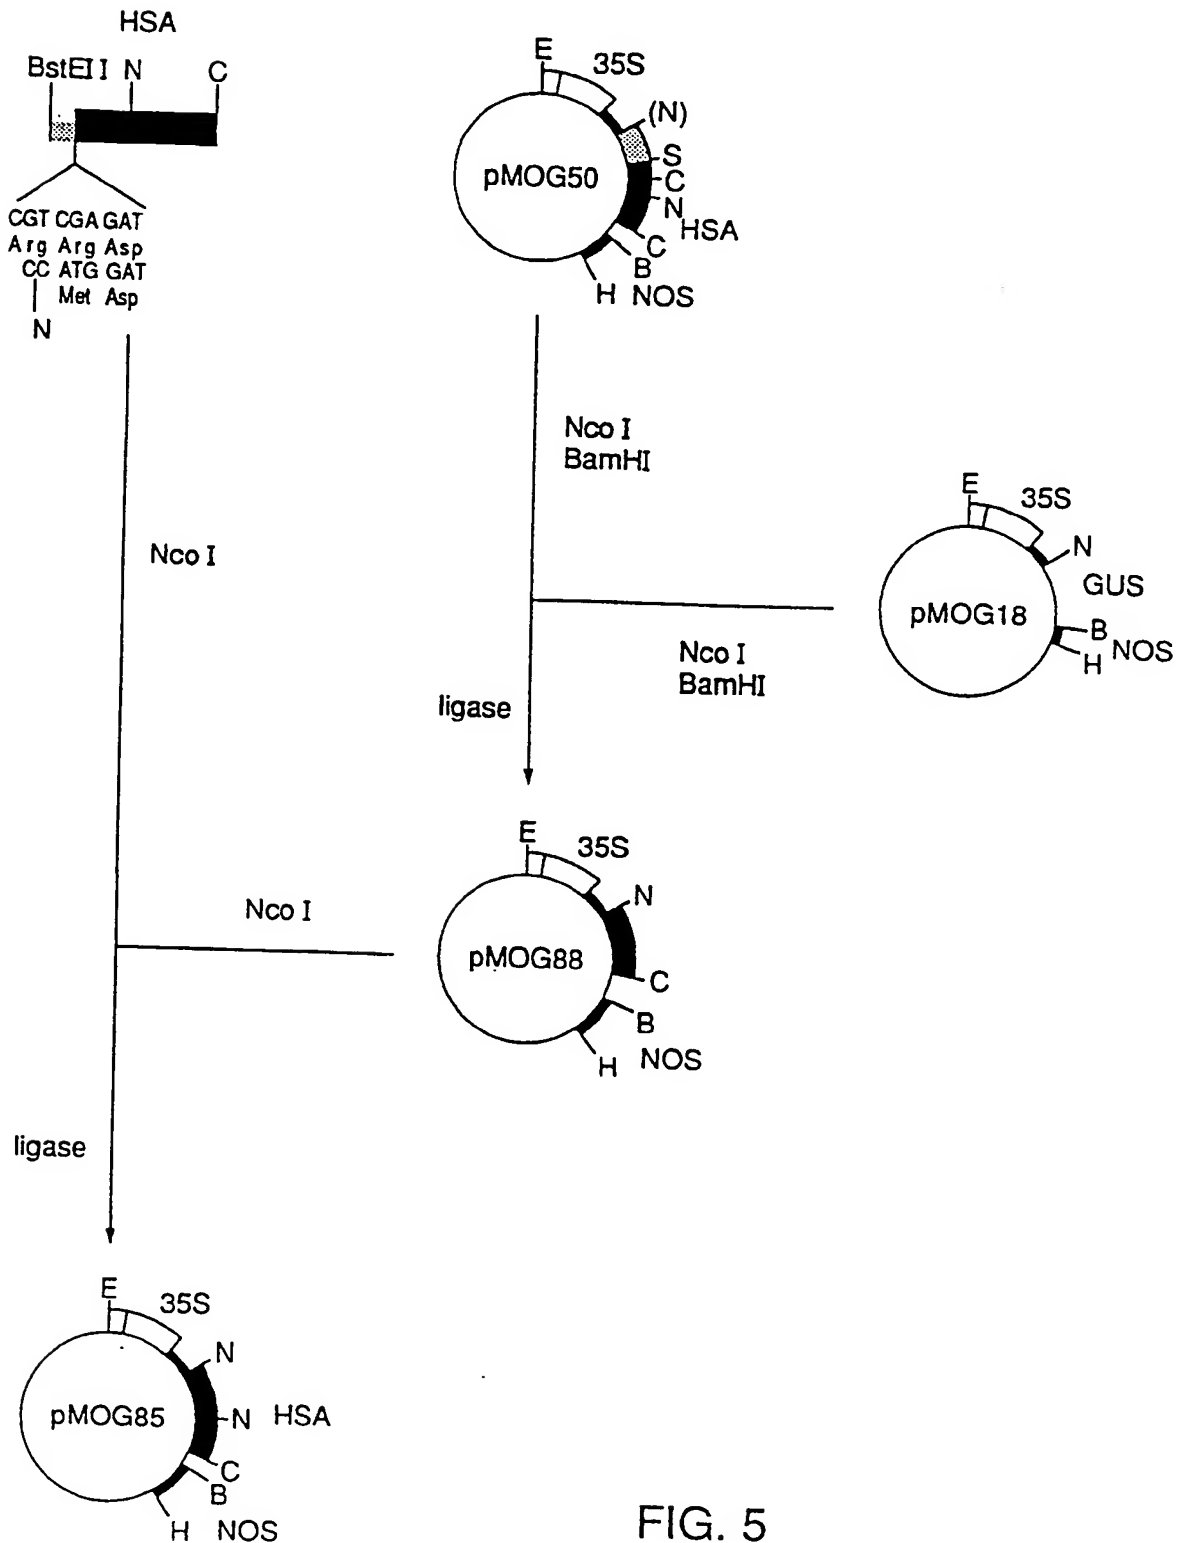 HSA
BstEII N C
CGT CGA GAT
Arg Arg Asp
CC ATG GAT
Met Asp
N
Nco I
ligase
E
35S
(N)
S
C
N
HSA
C
B
H NOS
pMOG50
Nco I
BamHI
E
35S
N
GUS
pMOG18
B
H NOS
Nco I
BamHI
ligase
E
35S
N
pMOG88
C
B
H NOS
Nco I
E
35S
N
pMOG85
N HSA
C
B
H NOS
FIG. 5